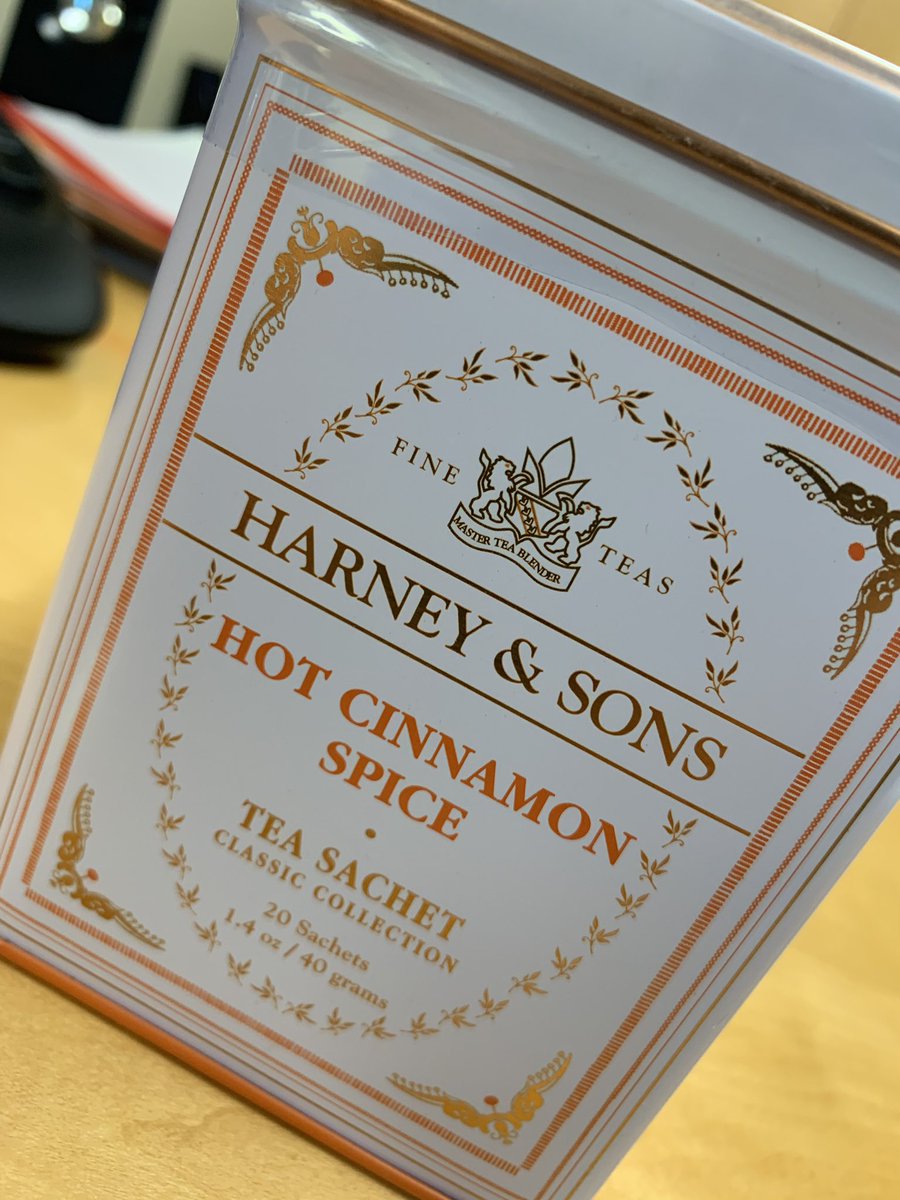 FINE TEAS
MASTER TEA BLENDER
HARNEY & SONS
HOT CINNAMON
SPICE
TEA SACHET
CLASSIC COLLECTION
20 Sachets
1.4 oz / 40 grams